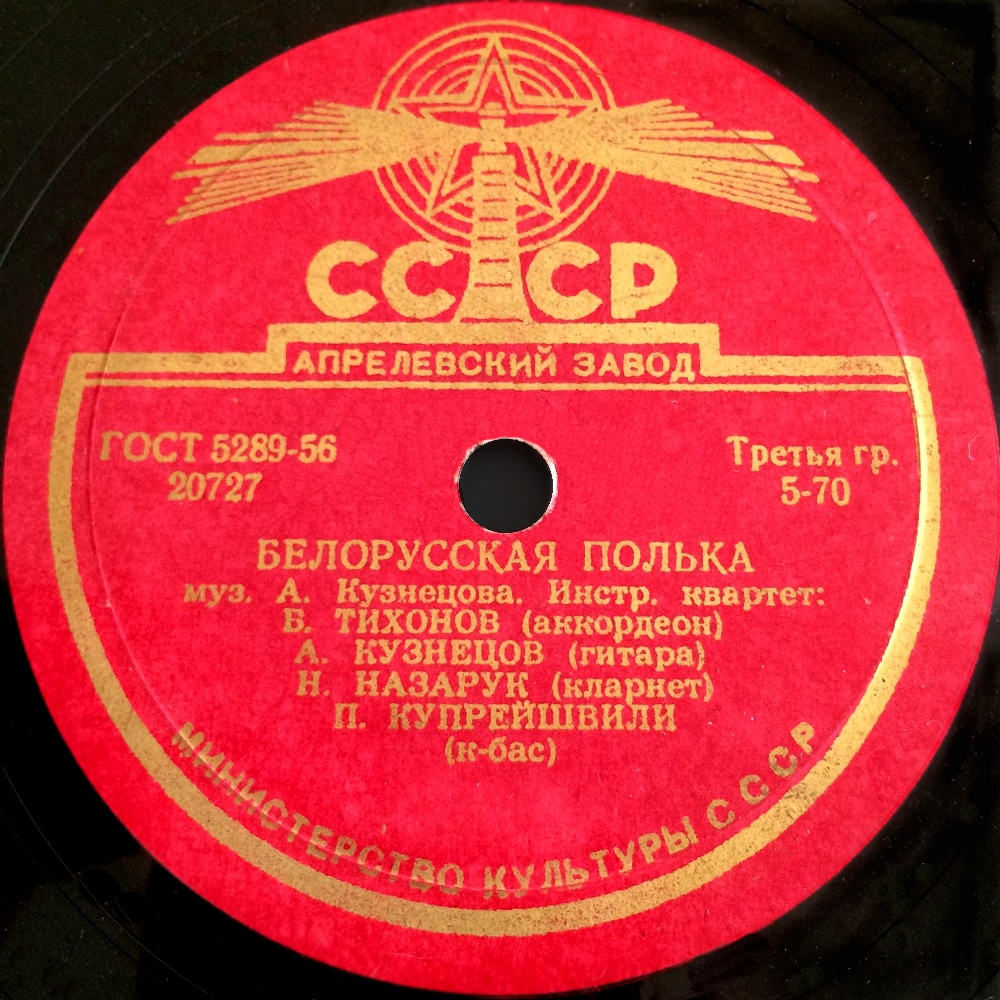 СССР
АПРЕЛЕВСКИЙ ЗАВОД
ГОСТ 5289-56
20727
Третья гр.
5-70
БЕЛОРУССКАЯ ПОЛЬКА
муз. А. Кузнецова. Инстр. квартет:
Б. ТИХОНОВ (аккордеон)
А. КУЗНЕЦОВ (гитара)
Н. НАЗАРУК (кларнет)
П. КУПРЕЙШВИЛИ
(к-бас)
МИНИСТЕРСТВО КУЛЬТУРЫ СССР